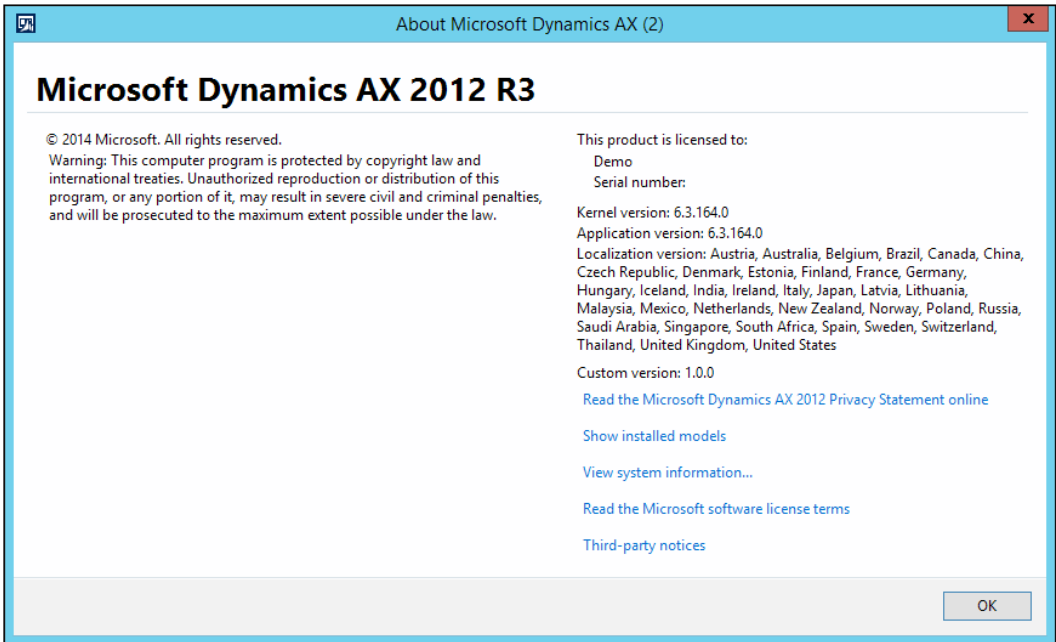 About Microsoft Dynamics AX (2)
x
Microsoft Dynamics AX 2012 R3
© 2014 Microsoft. All rights reserved.
Warning: This computer program is protected by copyright law and
international treaties. Unauthorized reproduction or distribution of this
program, or any portion of it, may result in severe civil and criminal penalties,
and will be prosecuted to the maximum extent possible under the law.
This product is licensed to:
Demo
Serial number:
Kernel version: 6.3.164.0
Application version: 6.3.164.0
Localization version: Austria, Australia, Belgium, Brazil, Canada, China,
Czech Republic, Denmark, Estonia, Finland, France, Germany,
Hungary, Iceland, India, Ireland, Italy, Japan, Latvia, Lithuania,
Malaysia, Mexico, Netherlands, New Zealand, Norway, Poland, Russia,
Saudi Arabia, Singapore, South Africa, Spain, Sweden, Switzerland,
Thailand, United Kingdom, United States
Custom version: 1.0.0
Read the Microsoft Dynamics AX 2012 Privacy Statement online
Show installed models
View system information...
Read the Microsoft software license terms
Third-party notices
OK